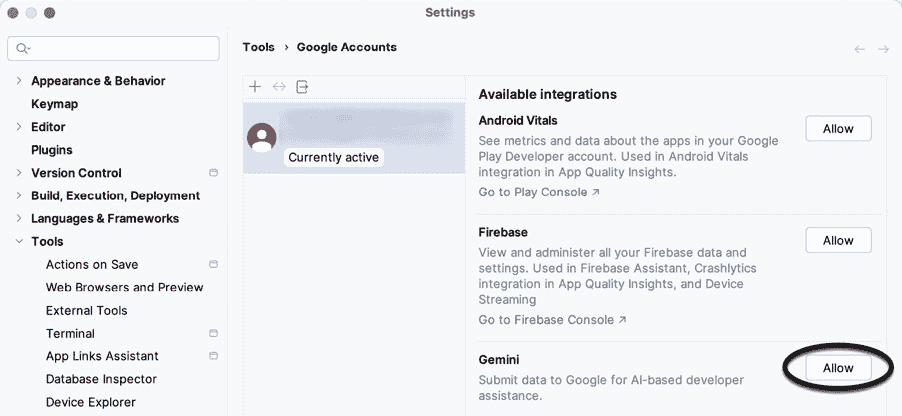 Settings
Tools › Google Accounts
Appearance & Behavior
Keymap
Editor
Plugins
Version Control
Build, Execution, Deployment
Languages & Frameworks
Tools
Actions on Save
Web Browsers and Preview
External Tools
Terminal
App Links Assistant
Database Inspector
Device Explorer
Currently active
Available integrations
Android Vitals
See metrics and data about the apps in your Google
Play Developer account. Used in Android Vitals
integration in App Quality Insights.
Go to Play Console ↗
Allow
Firebase
View and administer all your Firebase data and
settings. Used in Firebase Assistant, Crashlytics
integration in App Quality Insights, and Device
Streaming
Go to Firebase Console ↗
Allow
Gemini
Submit data to Google for AI-based developer
assistance.
Allow